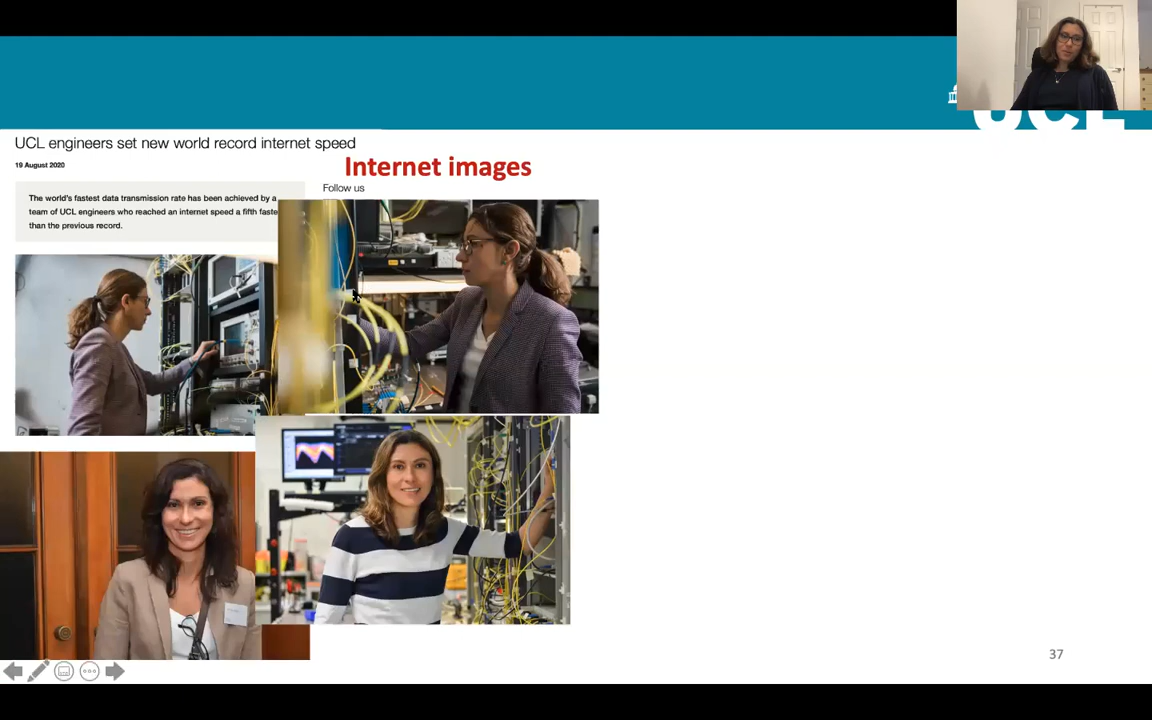 UCL
UCL engineers set new world record internet speed
19 August 2020
Internet images
Follow us
The world's fastest data transmission rate has been achieved by a
team of UCL engineers who reached an internet speed a fifth faste
than the previous record.
37